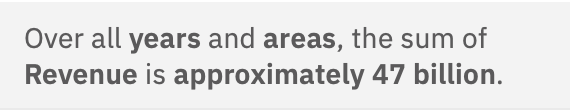 Over all years and areas, the sum of
Revenue is approximately 47 billion.